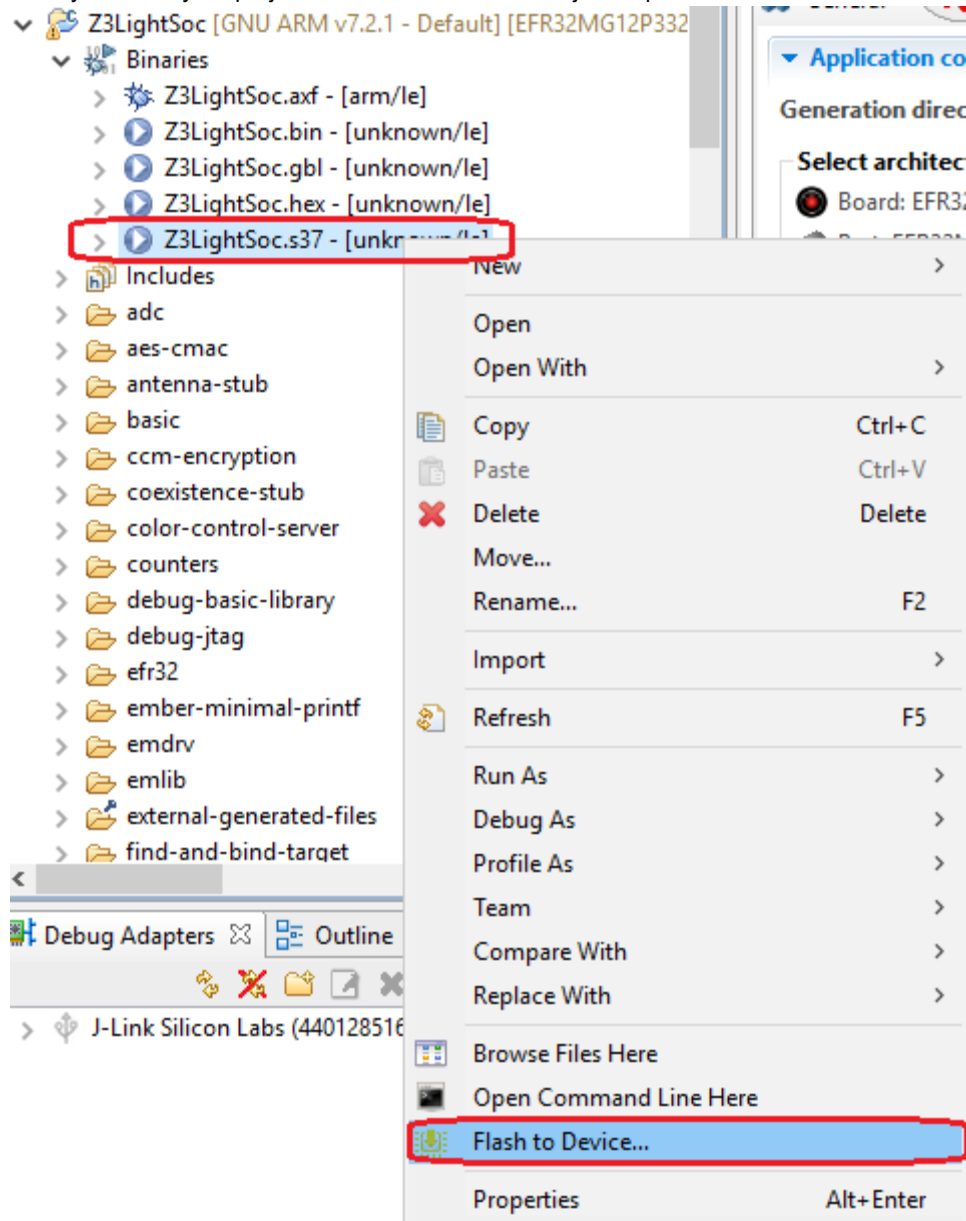 Z3LightSoc [GNU ARM v7.2.1 - Default] [EFR32MG12P332
Binaries
Z3LightSoc.axf - [arm/le]
Z3LightSoc.bin - [unknown/le]
Z3LightSoc.gbl - [unknown/le]
Z3LightSoc.hex - [unknown/le]
Z3LightSoc.s37 - [unknown/le]
Includes
adc
aes-cmac
antenna-stub
basic
ccm-encryption
coexistence-stub
color-control-server
counters
debug-basic-library
debug-jtag
efr32
ember-minimal-printf
emdrv
emlib
external-generated-files
find-and-bind-target
Application co
Generation direc
Select architec
Board: EFR32
New
Open
Open With
Copy Ctrl+C
Paste Ctrl+V
Delete Delete
Move...
Rename... F2
Import
Refresh F5
Run As
Debug As
Profile As
Team
Compare With
Replace With
Browse Files Here
Open Command Line Here
Flash to Device...
Properties Alt+Enter
Debug Adapters Outline
J-Link Silicon Labs (440128516